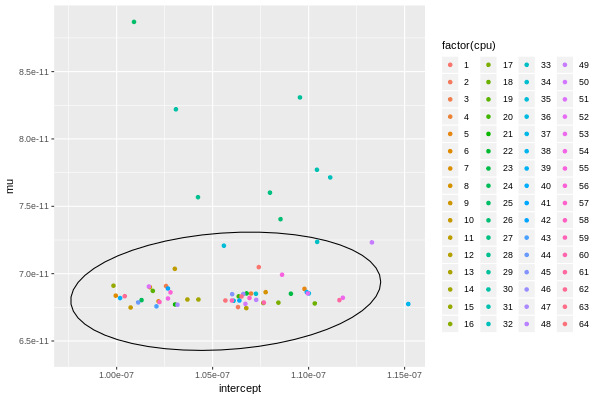 8.5e-11
8.0e-11
7.5e-11
7.0e-11
6.5e-11
mu
1.00e-07 1.05e-07 1.10e-07 1.15e-07
intercept
factor(cpu)
1 17 33 49
2 18 34 50
3 19 35 51
4 20 36 52
5 21 37 53
6 22 38 54
7 23 39 55
8 24 40 56
9 25 41 57
10 26 42 58
11 27 43 59
12 28 44 60
13 29 45 61
14 30 46 62
15 31 47 63
16 32 48 64